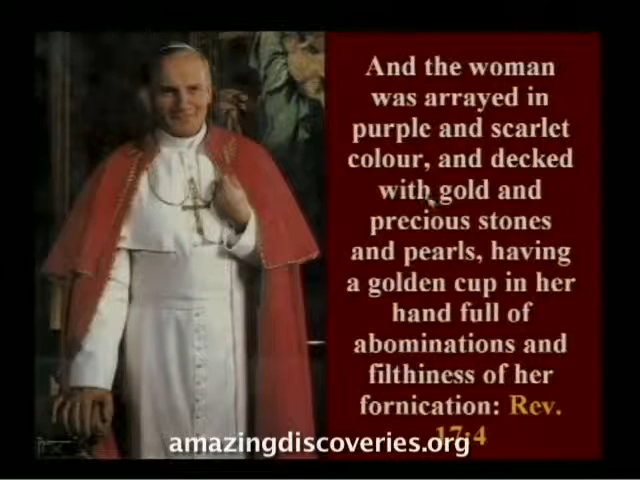 And the woman
was arrayed in
purple and scarlet
colour, and decked
with gold and
precious stones
and pearls, having
a golden cup in her
hand full of
abominations and
filthiness of her
fornication: Rev.
17:4
amazingdiscoveries.org